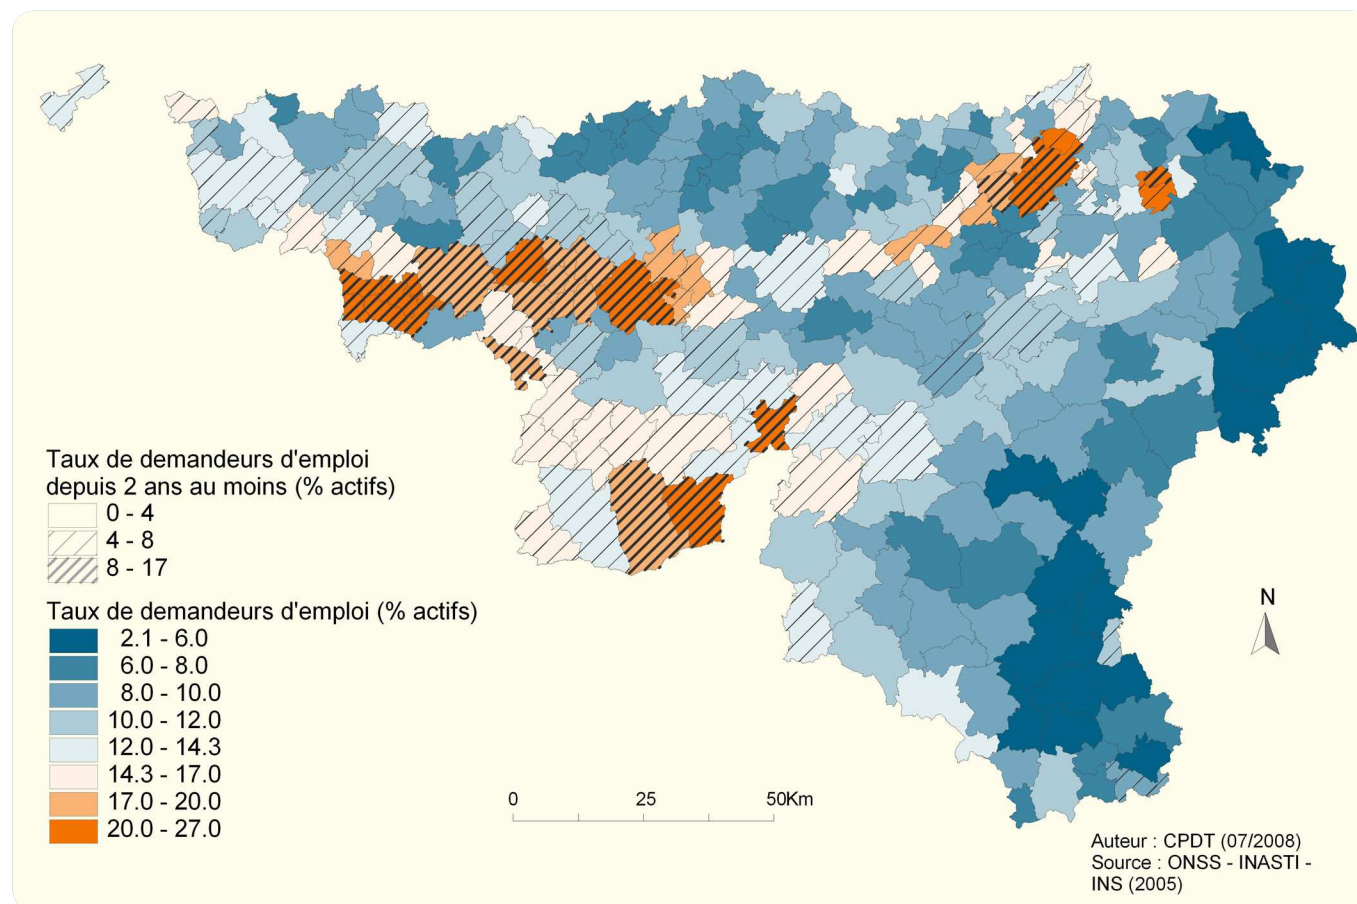 Taux de demandeurs d'emploi
depuis 2 ans au moins (% actifs)
0 - 4
4 - 8
8 - 17
Taux de demandeurs d'emploi (% actifs)
2.1 - 6.0
6.0 - 8.0
8.0 - 10.0
10.0 - 12.0
12.0 - 14.3
14.3 - 17.0
17.0 - 20.0
20.0 - 27.0
0 25 50Km
N
Auteur : CPDT (07/2008)
Source : ONSS - INASTI -
INS (2005)